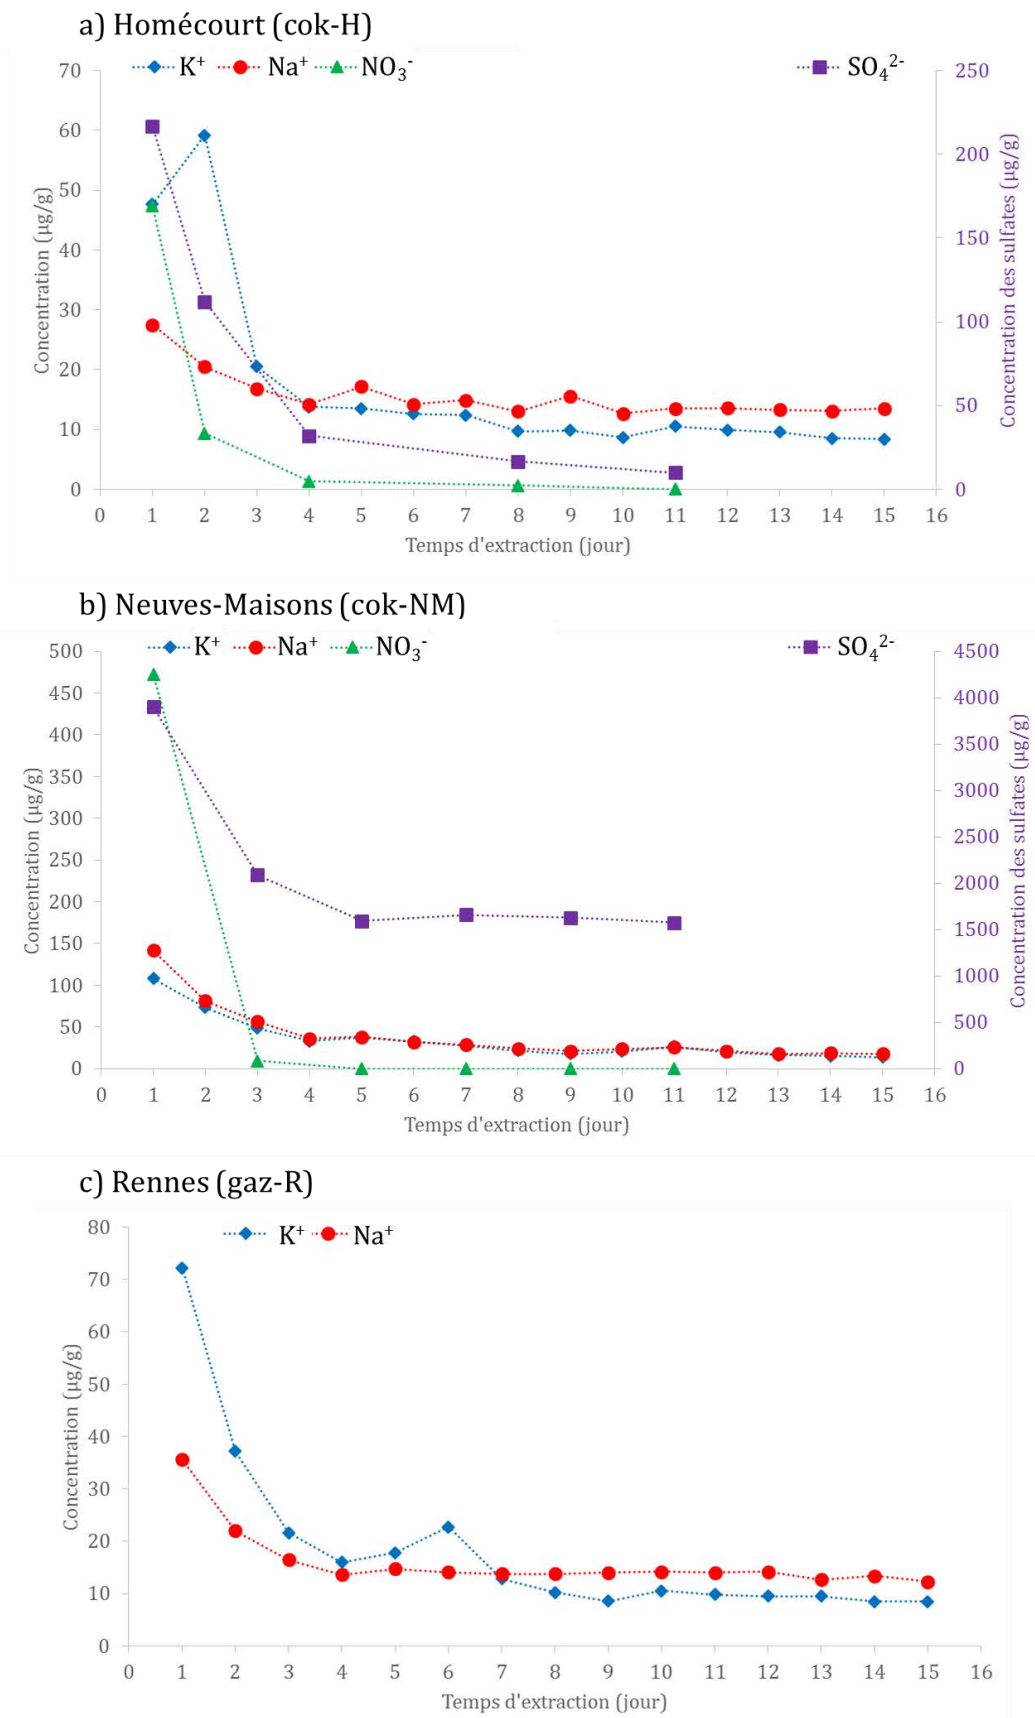 a) Homécourt (cok-H)
K⁺ Na⁺ NO₃⁻ SO₄²⁻
70 60 50 40 30 20 10 0
Concentration (µg/g)
250 200 150 100 50 0
Concentration des sulfates (µg/g)
0 1 2 3 4 5 6 7 8 9 10 11 12 13 14 15 16
Temps d'extraction (jour)
b) Neuves-Maisons (cok-NM)
K⁺ Na⁺ NO₃⁻ SO₄²⁻
500 450 400 350 300 250 200 150 100 50 0
Concentration (µg/g)
4500 4000 3500 3000 2500 2000 1500 1000 500 0
Concentration des sulfates (µg/g)
0 1 2 3 4 5 6 7 8 9 10 11 12 13 14 15 16
Temps d'extraction (jour)
c) Rennes (gaz-R)
K⁺ Na⁺
80 70 60 50 40 30 20 10 0
Concentration (µg/g)
0 1 2 3 4 5 6 7 8 9 10 11 12 13 14 15 16
Temps d'extraction (jour)